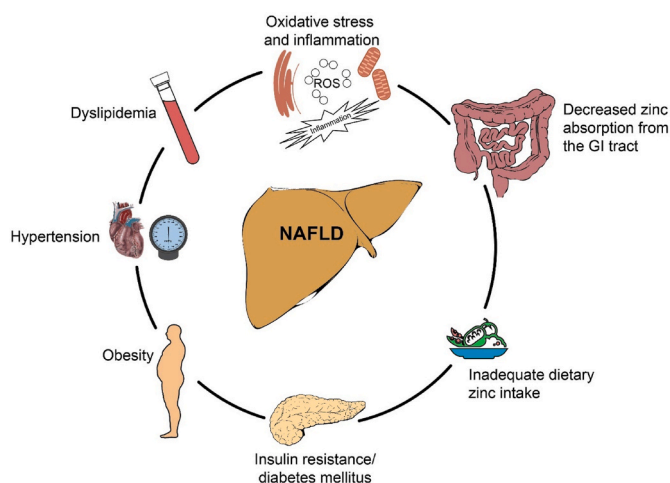 Oxidative stress
and inflammation
ROS
Inflammation
Dyslipidemia
Decreased zinc
absorption from
the GI tract
Hypertension
NAFLD
Obesity
Inadequate dietary
zinc intake
Insulin resistance/
diabetes mellitus